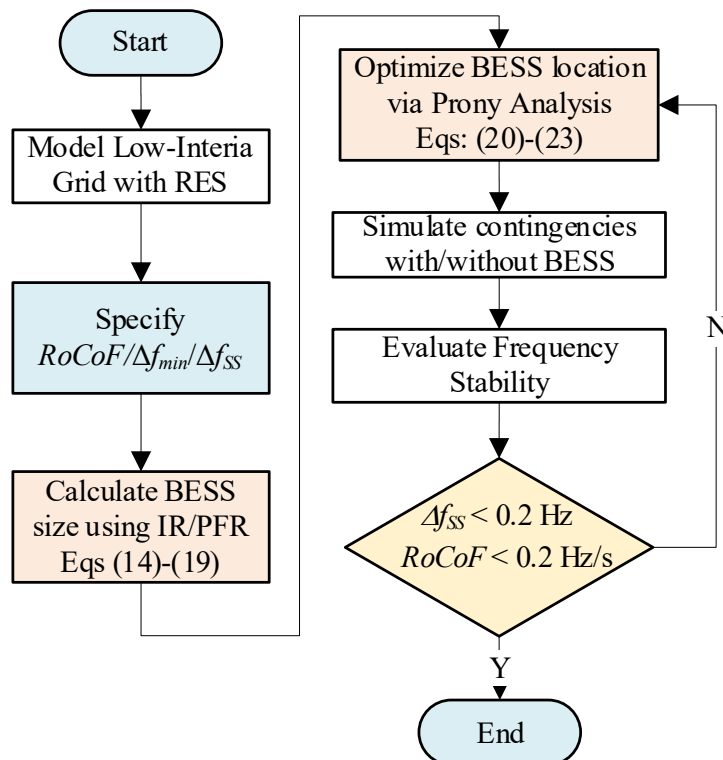 Start
Model Low-Interia
Grid with RES
Specify
RoCoF/Δfmin/ΔfSS
Calculate BESS
size using IR/PFR
Eqs (14)-(19)
Optimize BESS location
via Prony Analysis
Eqs: (20)-(23)
Simulate contingencies
with/without BESS
Evaluate Frequency
Stability
ΔfSS < 0.2 Hz
RoCoF < 0.2 Hz/s
N
Y
End